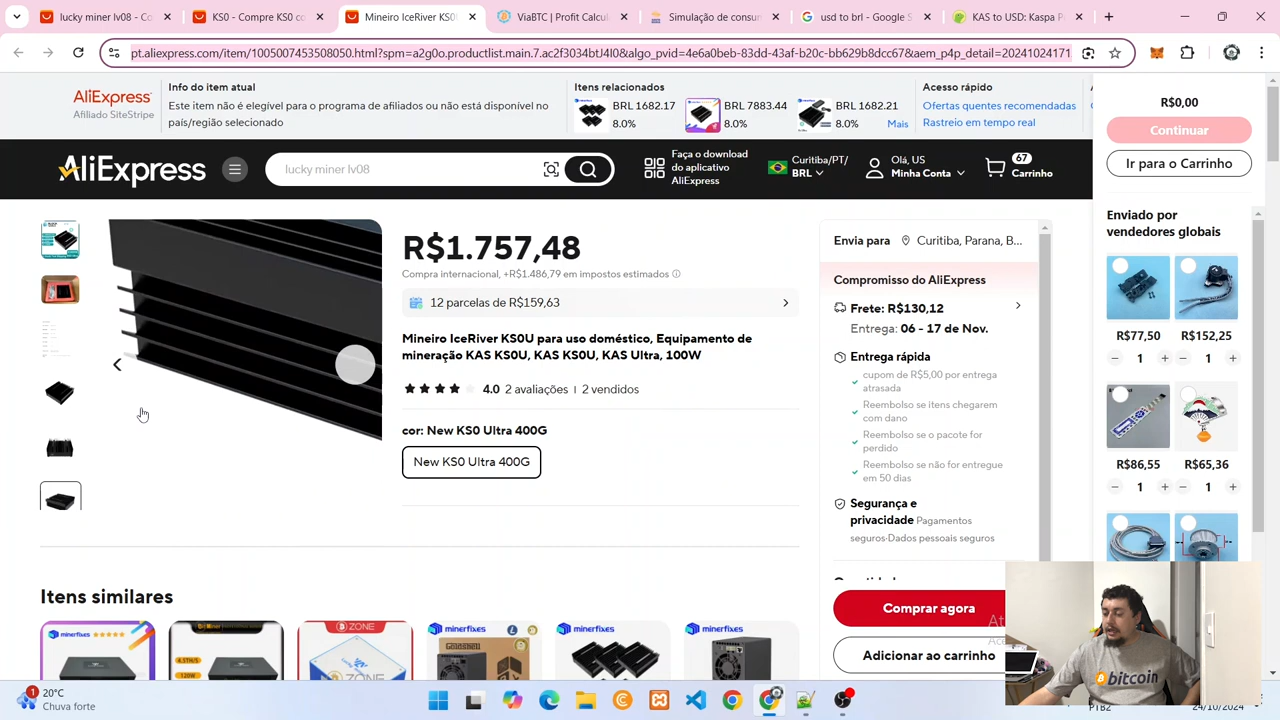 lucky miner lv08 - C
KS0 - Compre KS0 c
Mineiro IceRiver KS0U
ViaBTC | Profit Calcul
Simulação de consum
usd to brl - Google S
KAS to USD: Kaspa P
pt.aliexpress.com/item/1005007453508050.html?spm=a2g0o.productlist.main.7.ac2f3034btJ4I0&algo_pvid=4e6a0beb-83dd-43af-b20c-bb629b8dcc67&aem_p4p_detail=20241024171
AliExpress
Afiliado SiteStripe
Info do item atual
Este item não é elegível para o programa de afiliados ou não está disponível no
país/região selecionado
Itens relacionados
BRL 1682.17
8.0%
BRL 7883.44
8.0%
BRL 1682.21
8.0%
Mais
Acesso rápido
Ofertas quentes recomendadas
Rastreio em tempo real
R$0,00
Continuar
Ir para o Carrinho
AliExpress
lucky miner lv08
Faça o download
do aplicativo
AliExpress
Curitiba/PT/
BRL
Olá, US
Minha Conta
67
Carrinho
R$1.757,48
Compra internacional, +R$1.486,79 em impostos estimados
12 parcelas de R$159,63
Mineiro IceRiver KS0U para uso doméstico, Equipamento
de mineração KAS KS0U, KAS KS0U, KAS Ultra, 100W
4.0 2 avaliações | 2 vendidos
cor: New KS0 Ultra 400G
New KS0 Ultra 400G
Envia para Curitiba, Parana, B...
Compromisso do AliExpress
Frete: R$130,12
Entrega: 06 - 17 de Nov.
Entrega rápida
cupom de R$5,00 por entrega
atrasada
Reembolso se itens chegarem
com dano
Reembolso se o pacote for
perdido
Reembolso se não for entregue
em 50 dias
Segurança e
privacidade Pagamentos
seguros·Dados pessoais seguros
Comprar agora
Adicionar ao carrinho
Enviado por
vendedores globais
R$77,50
R$152,25
1
1
R$86,55
R$65,36
1
1
Itens similares
minerfixes
ZONE
Goldshell
minerfixes
minerfixes
120W
bitcoin
1
20°C
Chuva forte
PTB2
24/10/2024